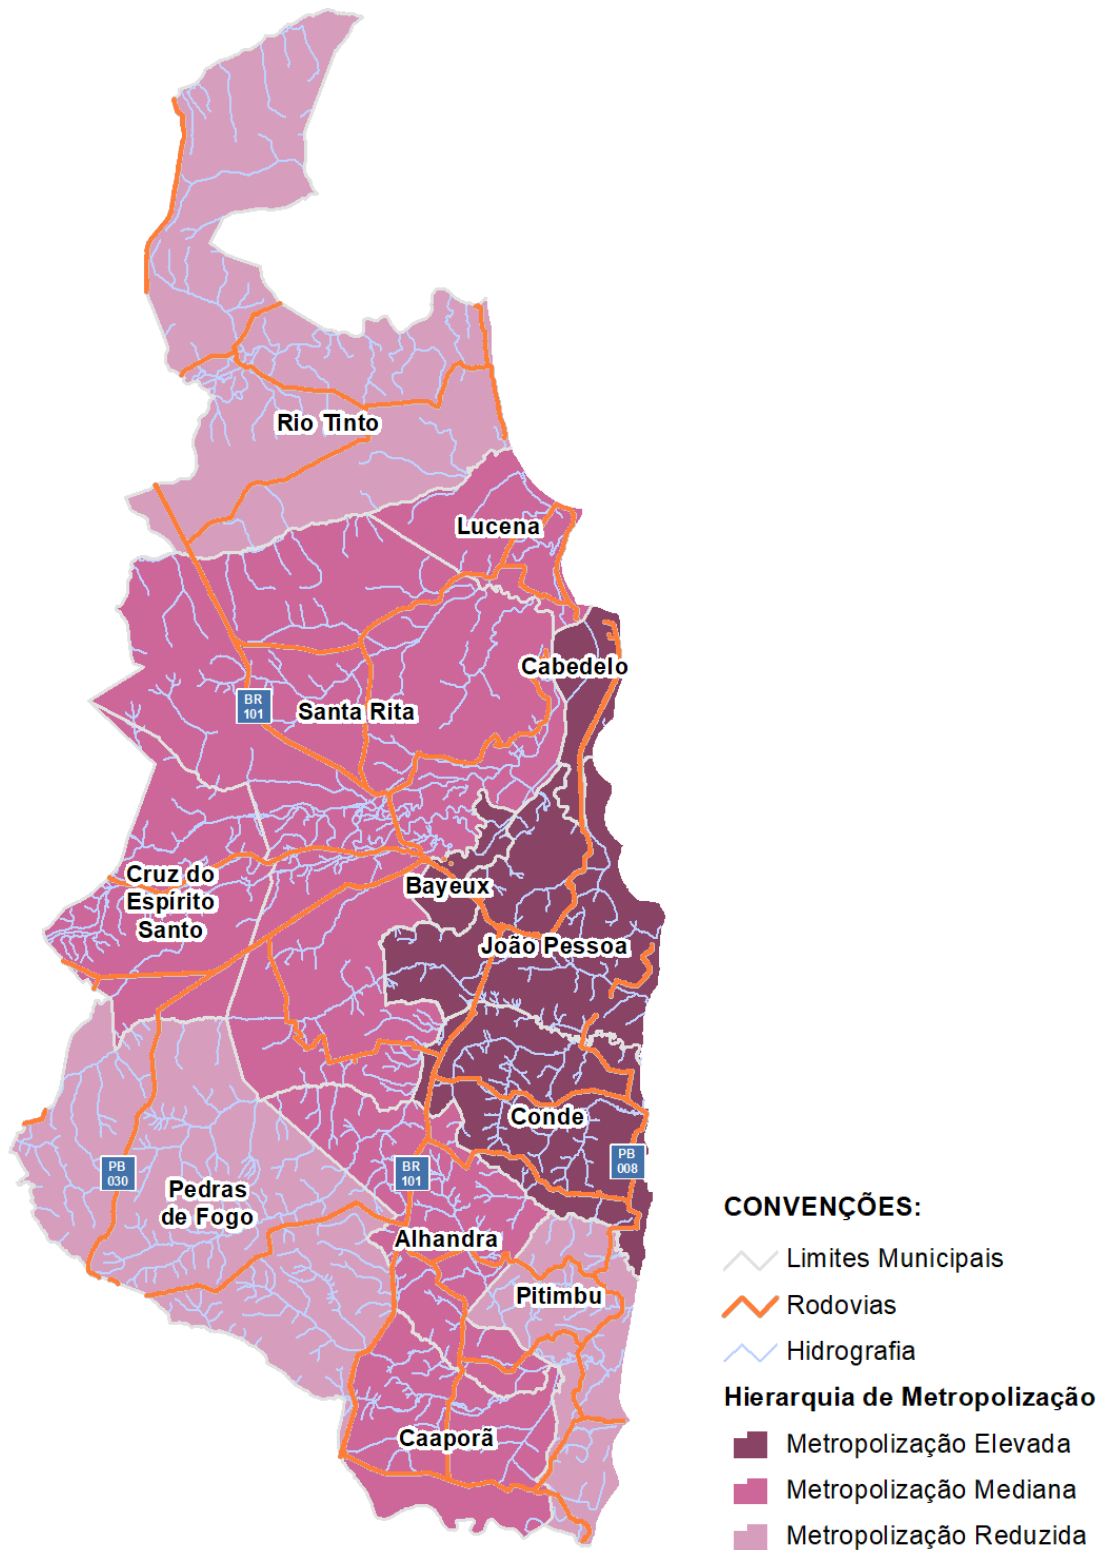 Rio Tinto
Lucena
Cabedelo
BR
101
Santa Rita
Cruz do
Espírito
Santo
Bayeux
João Pessoa
Conde
PB
008
PB
030
BR
101
Pedras
de Fogo
Alhandra
Pitimbu
Caaporã
CONVENÇÕES:
Limites Municipais
Rodovias
Hidrografia
Hierarquia de Metropolização
Metropolização Elevada
Metropolização Mediana
Metropolização Reduzida